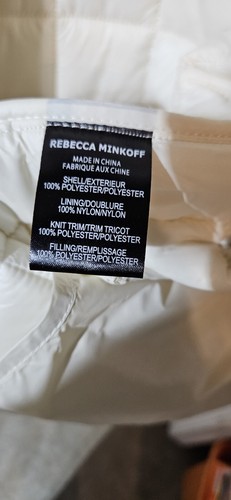 REBECCA MINKOFF
MADE IN CHINA
FABRIQUE AUX CHINE
SHELL/EXTERIEUR
100% POLYESTER/POLYESTER
LINING/DOUBLURE
100% NYLON/NYLON
KNIT TRIM/TRIM TRICOT
100% POLYESTER/POLYESTER
FILLING/REMPLISSAGE
100% POLYESTER/POLYESTER